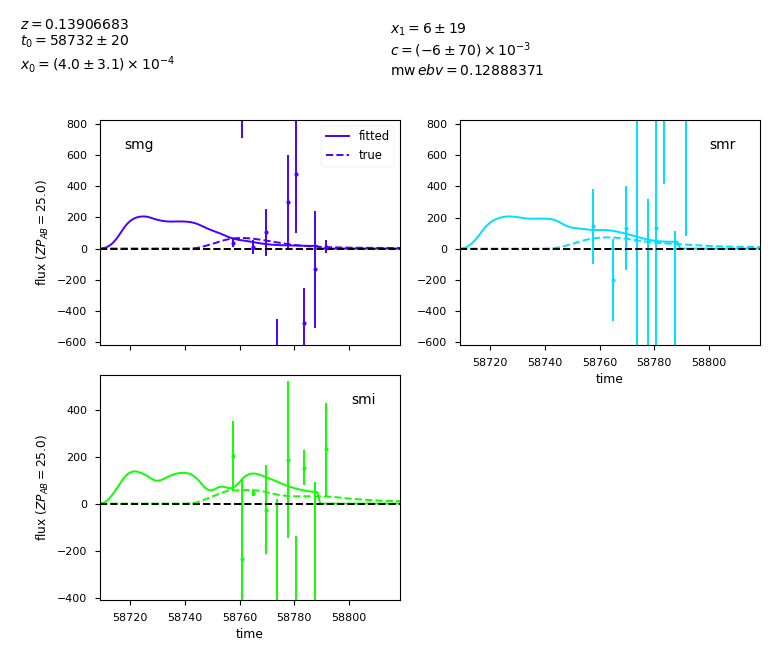 z = 0.13906683
t₀ = 58732 ± 20
x₀ = (4.0 ± 3.1) × 10⁻⁴
x₁ = 6 ± 19
c = (−6 ± 70) × 10⁻³
mw ebv = 0.12888371
smg
fitted
true
800
600
400
200
0
−200
−400
−600
flux (ZP_AB = 25.0)
smr
800
600
400
200
0
−200
−400
−600
58720 58740 58760 58780 58800
time
smi
400
200
0
−200
−400
flux (ZP_AB = 25.0)
58720 58740 58760 58780 58800
time